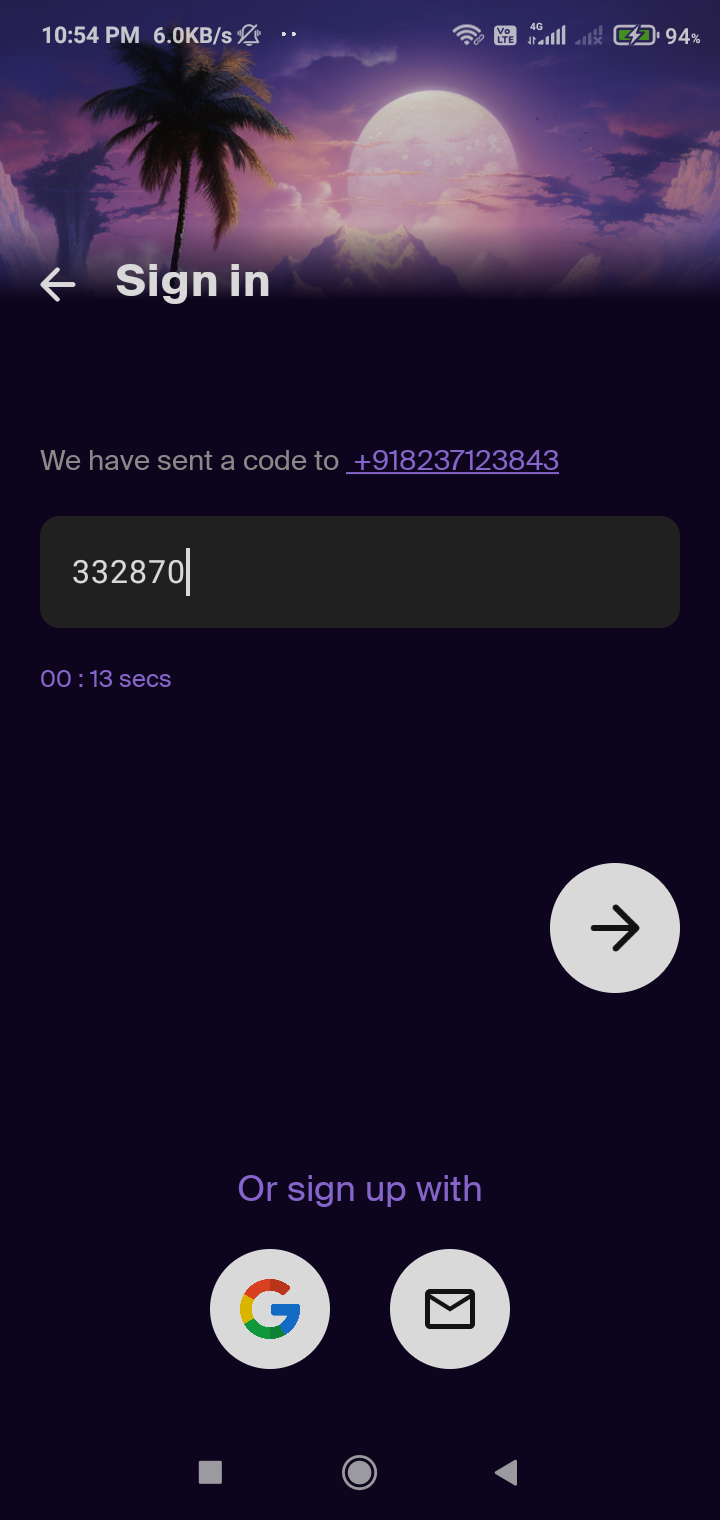 10:54 PM 6.0KB/s Vo LTE 4G 94%
Sign in
We have sent a code to +918237123843
332870
00 : 13 secs
Or sign up with